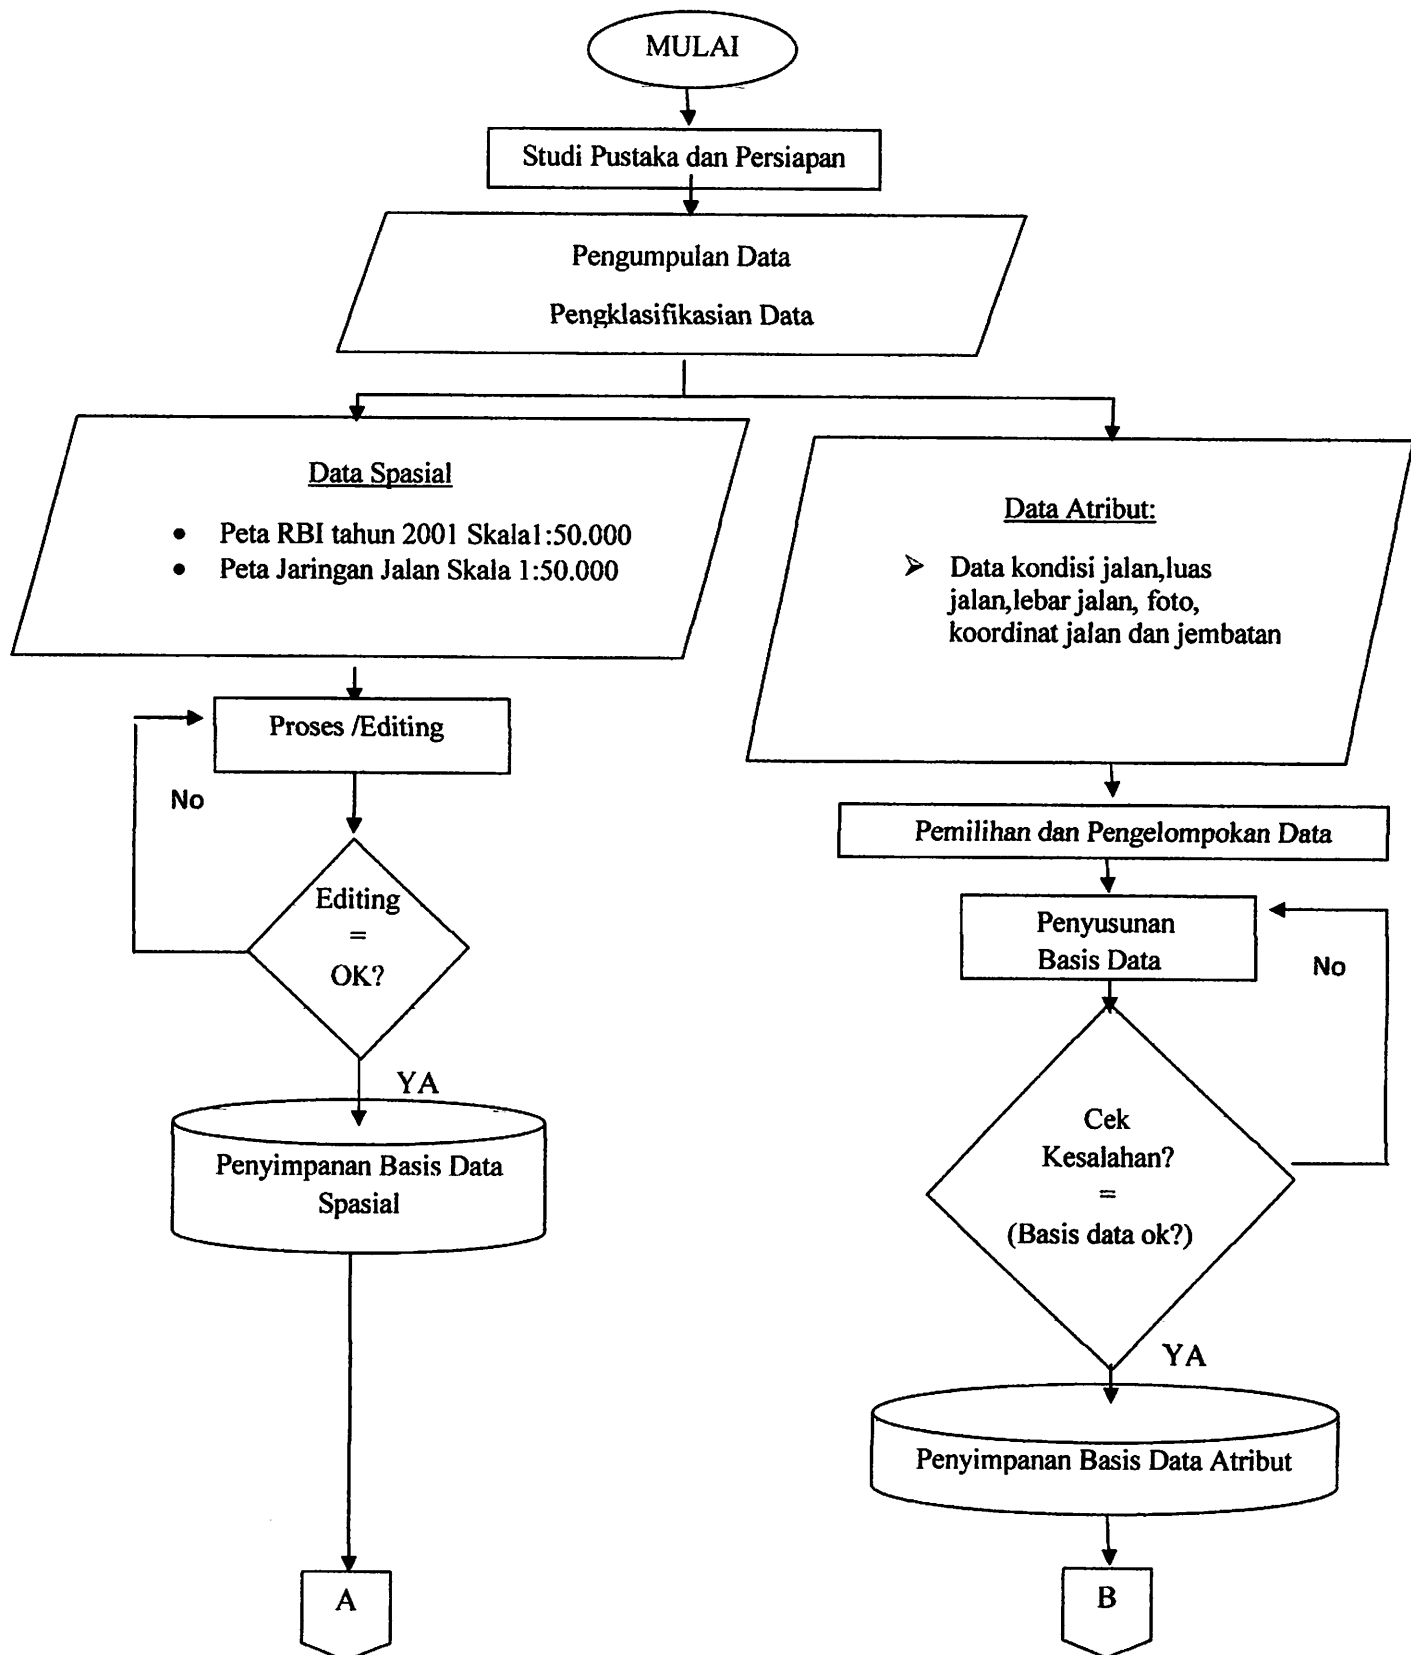 MULAI
Studi Pustaka dan Persiapan
Pengumpulan Data
Pengklasifikasian Data
Data Spasial
• Peta RBI tahun 2001 Skala1:50.000
• Peta Jaringan Jalan Skala 1:50.000
Proses /Editing
No
Editing
=
OK?
YA
Penyimpanan Basis Data
Spasial
A
Data Atribut:
➢ Data kondisi jalan,luas
jalan,lebar jalan, foto,
koordinat jalan dan jembatan
Pemilihan dan Pengelompokan Data
Penyusunan
Basis Data
No
Cek
Kesalahan?
=
(Basis data ok?)
YA
Penyimpanan Basis Data Atribut
B